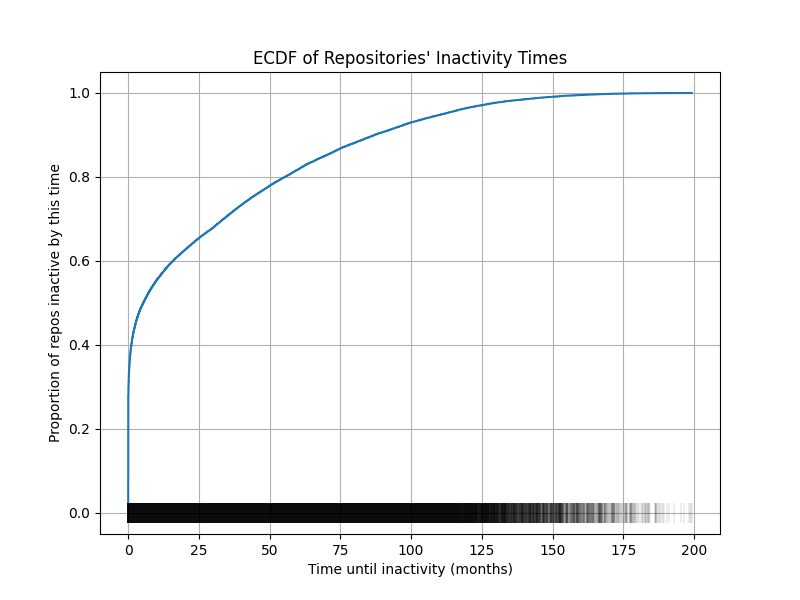 ECDF of Repositories' Inactivity Times
1.0
0.8
0.6
0.4
0.2
0.0
Proportion of repos inactive by this time
0 25 50 75 100 125 150 175 200
Time until inactivity (months)